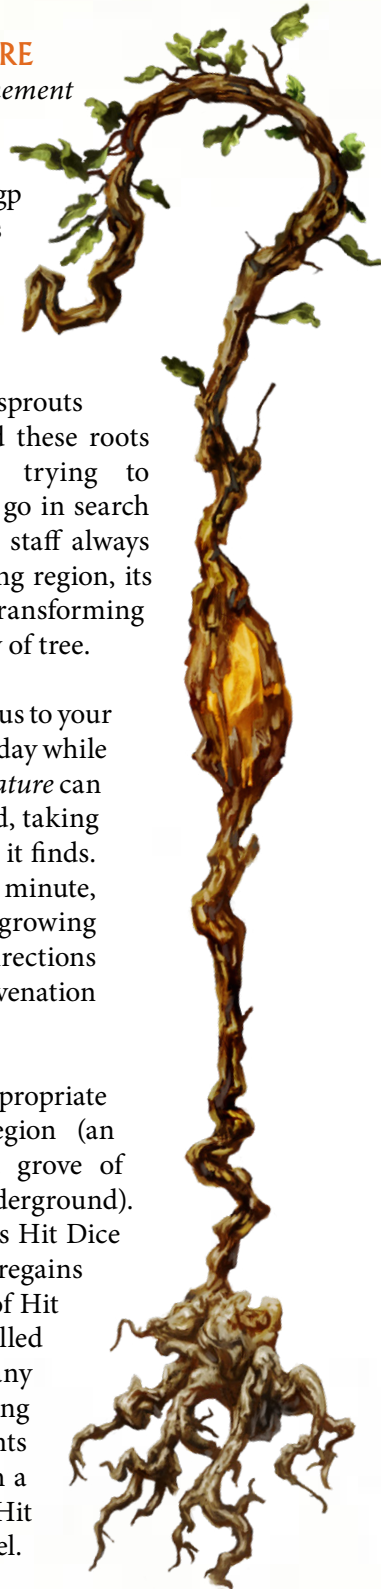 RE
ement
gp
s
sprouts
d these roots
trying to
go in search
staff always
ng region, its
ransforming
y of tree.
us to your
day while
ature can
d, taking
it finds.
minute,
growing
rections
venation
propriate
egion (an
grove of
derground).
s Hit Dice
regains
of Hit
lled
any
ng
nts
n a
Hit
el.